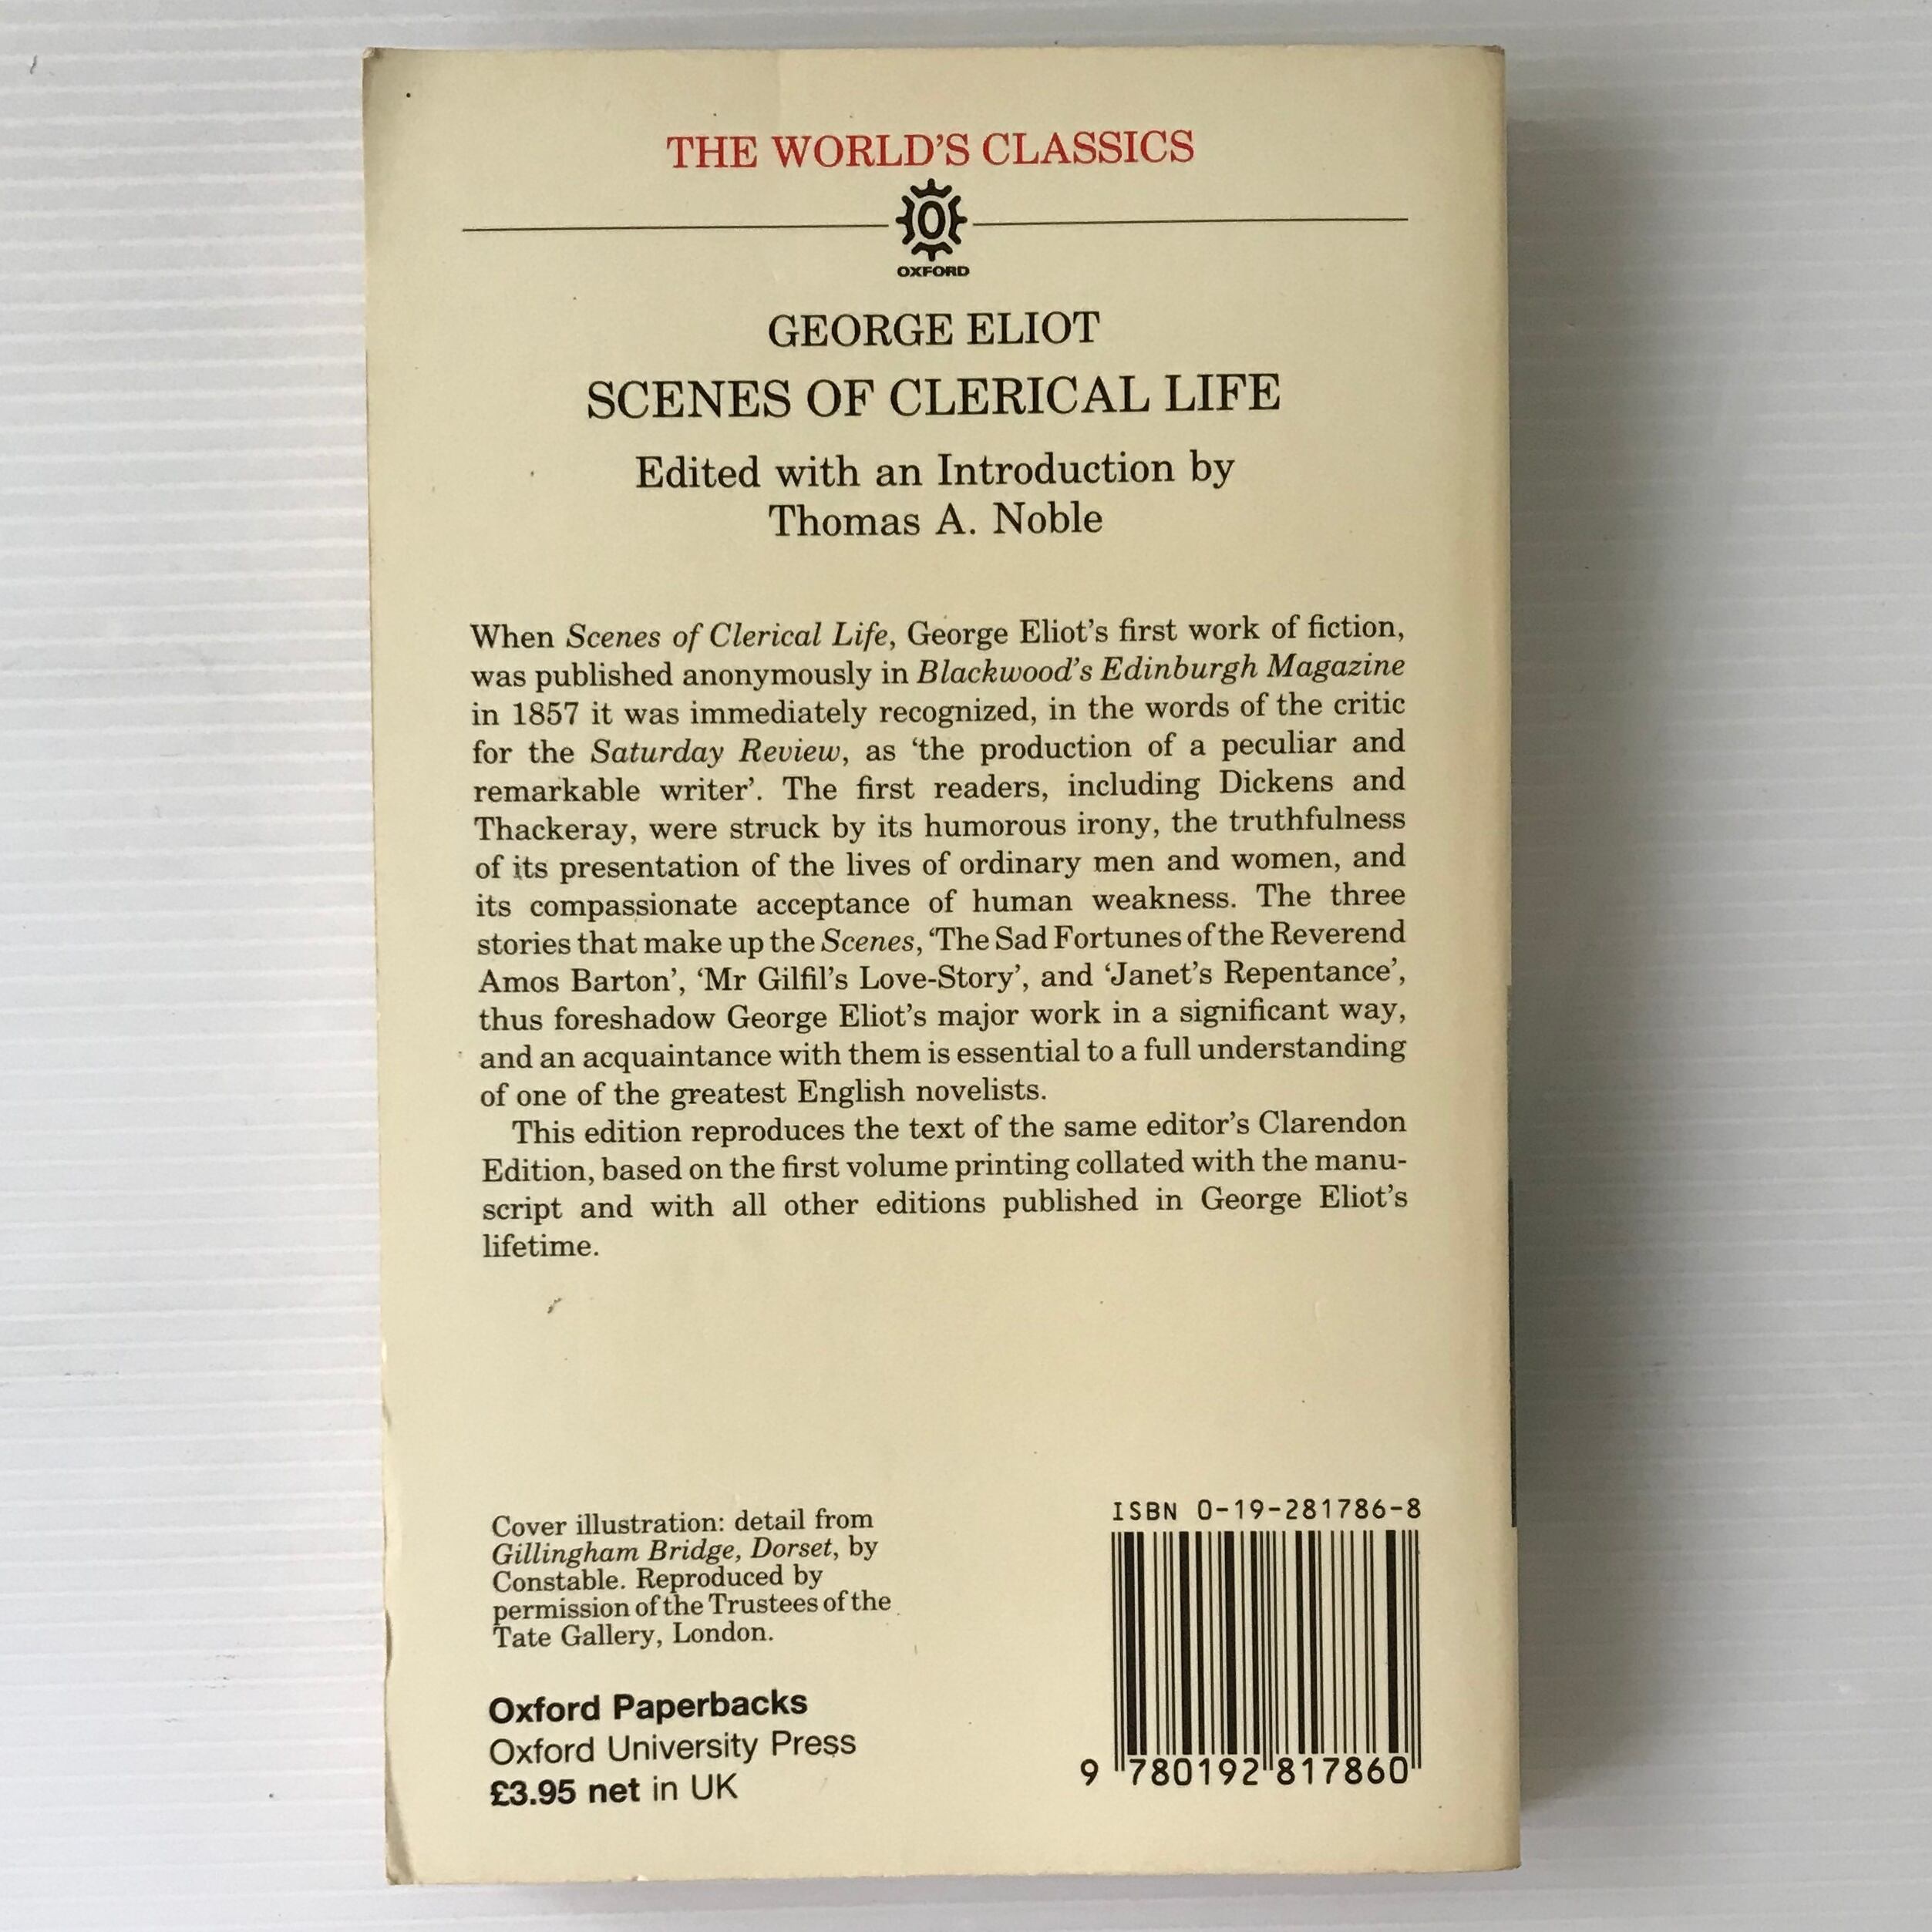 THE WORLD'S CLASSICS
O
OXFORD
GEORGE ELIOT
SCENES OF CLERICAL LIFE
Edited with an Introduction by
Thomas A. Noble
When Scenes of Clerical Life, George Eliot's first work of fiction,
was published anonymously in Blackwood's Edinburgh Magazine
in 1857 it was immediately recognized, in the words of the critic
for the Saturday Review, as ‘the production of a peculiar and
remarkable writer’. The first readers, including Dickens and
Thackeray, were struck by its humorous irony, the truthfulness
of its presentation of the lives of ordinary men and women, and
its compassionate acceptance of human weakness. The three
stories that make up the Scenes, ‘The Sad Fortunes of the Reverend
Amos Barton’, ‘Mr Gilfil's Love-Story’, and ‘Janet's Repentance’,
thus foreshadow George Eliot's major work in a significant way,
and an acquaintance with them is essential to a full understanding
of one of the greatest English novelists.
This edition reproduces the text of the same editor's Clarendon
Edition, based on the first volume printing collated with the manu-
script and with all other editions published in George Eliot's
lifetime.
Cover illustration: detail from
Gillingham Bridge, Dorset, by
Constable. Reproduced by
permission of the Trustees of the
Tate Gallery, London.
Oxford Paperbacks
Oxford University Press
£3.95 net in UK
ISBN 0-19-281786-8
9 780192 817860